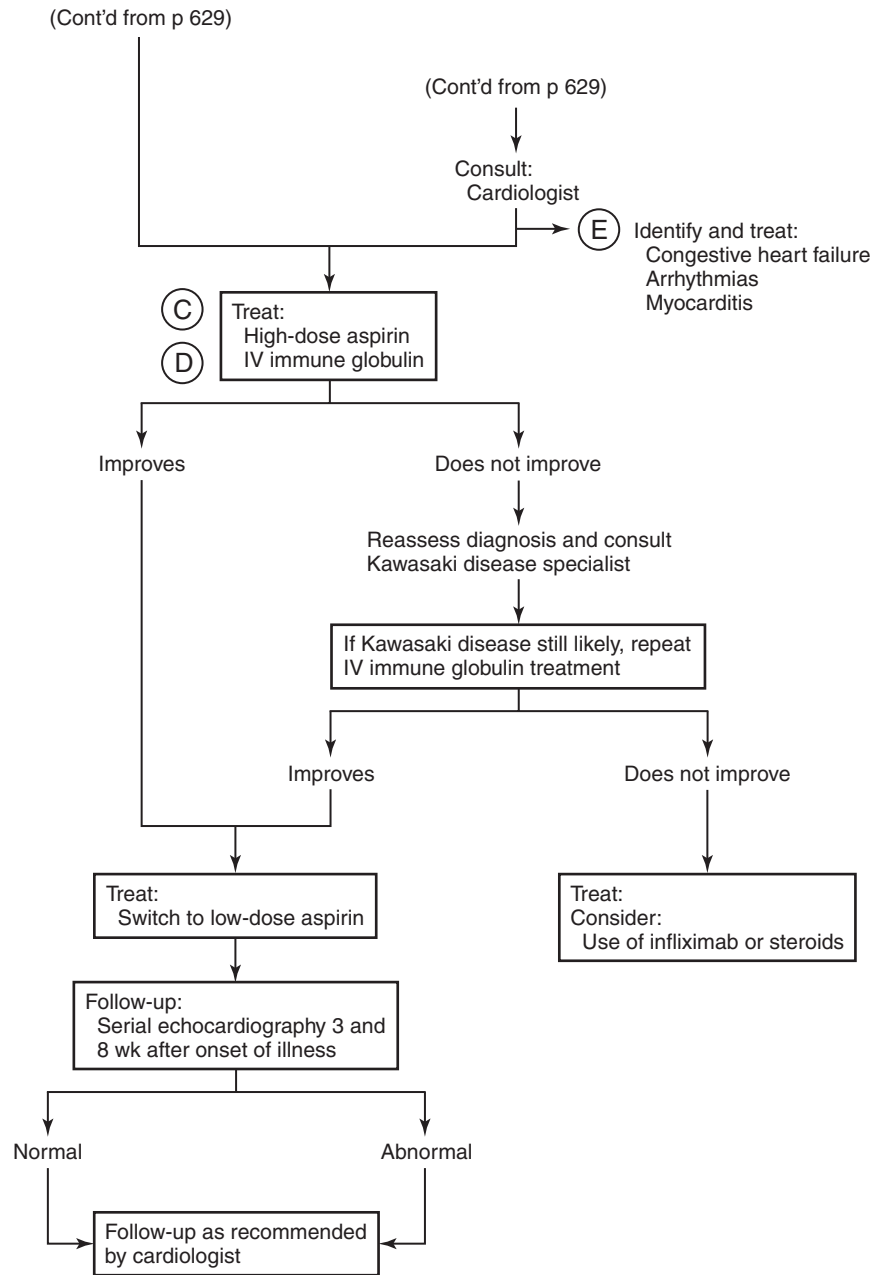 (Cont'd from p 629)
(Cont'd from p 629)
Consult:
Cardiologist
E
Identify and treat:
Congestive heart failure
Arrhythmias
Myocarditis
C
D
Treat:
High-dose aspirin
IV immune globulin
Improves
Does not improve
Reassess diagnosis and consult
Kawasaki disease specialist
If Kawasaki disease still likely, repeat
IV immune globulin treatment
Improves
Does not improve
Treat:
Switch to low-dose aspirin
Treat:
Consider:
Use of infliximab or steroids
Follow-up:
Serial echocardiography 3 and
8 wk after onset of illness
Normal
Abnormal
Follow-up as recommended
by cardiologist